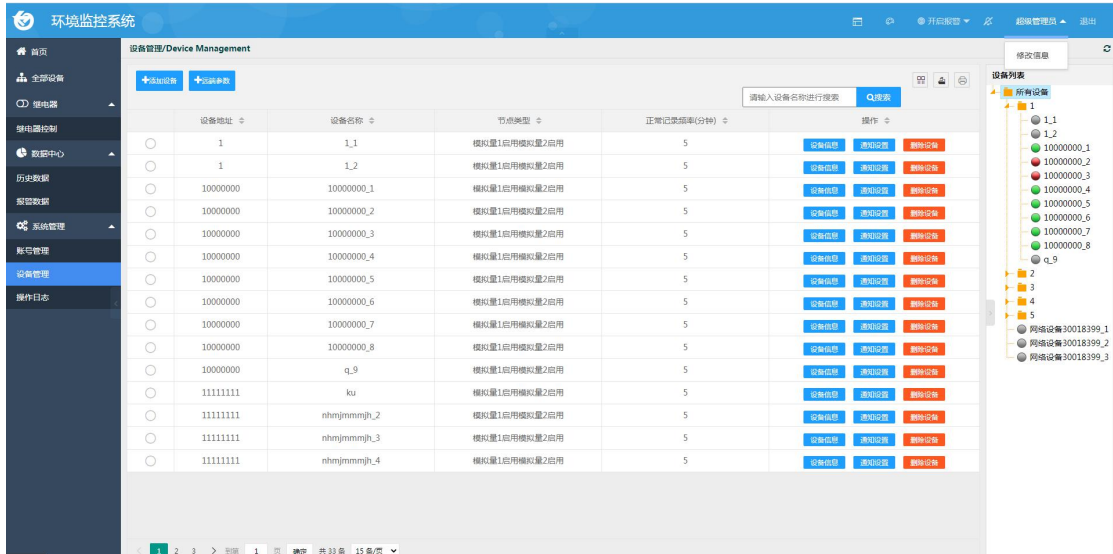 环境监控系统
开启报警
超级管理员
退出
修改信息
首页
全部设备
继电器
继电器控制
数据中心
历史数据
报警数据
系统管理
账号管理
设备管理
操作日志
设备管理/Device Management
+添加设备 +远端参数
请输入设备名称进行搜索 搜索
设备地址 设备名称 节点类型 正常记录频率(分钟) 操作
1 1_1 模拟量1启用模拟量2启用 5 设备信息 通知设置 删除设备
1 1_2 模拟量1启用模拟量2启用 5 设备信息 通知设置 删除设备
10000000 10000000_1 模拟量1启用模拟量2启用 5 设备信息 通知设置 删除设备
10000000 10000000_2 模拟量1启用模拟量2启用 5 设备信息 通知设置 删除设备
10000000 10000000_3 模拟量1启用模拟量2启用 5 设备信息 通知设置 删除设备
10000000 10000000_4 模拟量1启用模拟量2启用 5 设备信息 通知设置 删除设备
10000000 10000000_5 模拟量1启用模拟量2启用 5 设备信息 通知设置 删除设备
10000000 10000000_6 模拟量1启用模拟量2启用 5 设备信息 通知设置 删除设备
10000000 10000000_7 模拟量1启用模拟量2启用 5 设备信息 通知设置 删除设备
10000000 10000000_8 模拟量1启用模拟量2启用 5 设备信息 通知设置 删除设备
10000000 q_9 模拟量1启用模拟量2启用 5 设备信息 通知设置 删除设备
11111111 ku 模拟量1启用模拟量2启用 5 设备信息 通知设置 删除设备
11111111 nhmjmmmjh_2 模拟量1启用模拟量2启用 5 设备信息 通知设置 删除设备
11111111 nhmjmmmjh_3 模拟量1启用模拟量2启用 5 设备信息 通知设置 删除设备
11111111 nhmjmmmjh_4 模拟量1启用模拟量2启用 5 设备信息 通知设置 删除设备
1 2 3 到第 1 页 确定 共 33 条 15 条/页
设备列表
所有设备
1
1_1
1_2
10000000_1
10000000_2
10000000_3
10000000_4
10000000_5
10000000_6
10000000_7
10000000_8
q_9
2
3
4
5
网络设备30018399_1
网络设备30018399_2
网络设备30018399_3